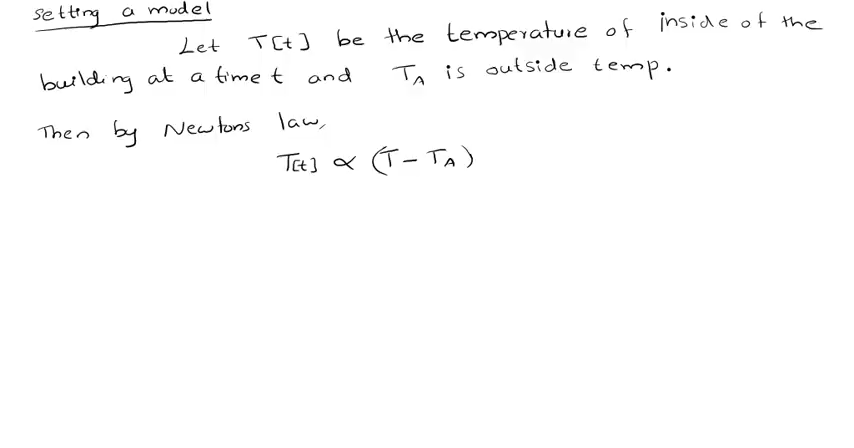 setting a model
Let T[t] be the temperature of inside of the
building at a time t and T_A is outside temp.
Then by Newtons law,
T[t] ∝ (T - T_A)